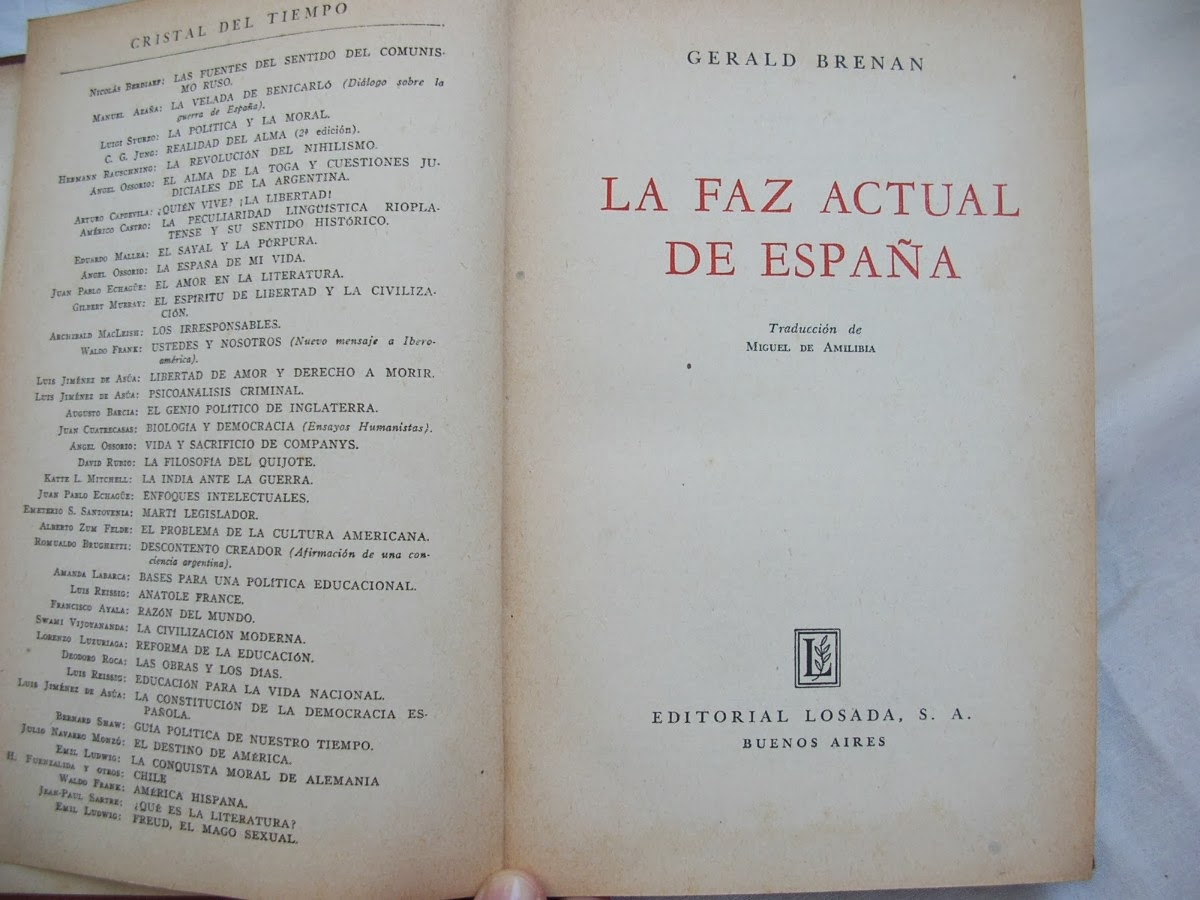 CRISTAL DEL TIEMPO
Nicolás Berdiaef: LAS FUENTES DEL SENTIDO DEL COMUNIS-
MO RUSO.
Manuel Azaña: LA VELADA DE BENICARLÓ (Diálogo sobre la
guerra de España).
Luigi Sturzo: LA POLÍTICA Y LA MORAL.
C. G. Jung: REALIDAD DEL ALMA (2ª edición).
Hermann Rauschning: LA REVOLUCIÓN DEL NIHILISMO.
Angel Ossorio: EL ALMA DE LA TOGA Y CUESTIONES JU-
DICIALES DE LA ARGENTINA.
Arturo Capdevila: ¿QUIÉN VIVE? ¡LA LIBERTAD!
Américo Castro: LA PECULIARIDAD LINGÜÍSTICA RIOPLA-
TENSE Y SU SENTIDO HISTÓRICO.
Eduardo Mallea: EL SAYAL Y LA PÚRPURA.
Angel Ossorio: LA ESPAÑA DE MI VIDA.
Juan Pablo Echagüe: EL AMOR EN LA LITERATURA.
Gilbert Murray: EL ESPÍRITU DE LIBERTAD Y LA CIVILIZA-
CIÓN.
Archibald MacLeish: LOS IRRESPONSABLES.
Waldo Frank: USTEDES Y NOSOTROS (Nuevo mensaje a Ibero-
américa).
Luis Jiménez de Asúa: LIBERTAD DE AMOR Y DERECHO A MORIR.
Luis Jiménez de Asúa: PSICOANÁLISIS CRIMINAL.
Augusto Barcia: EL GENIO POLÍTICO DE INGLATERRA.
Juan Cuatrecasas: BIOLOGÍA Y DEMOCRACIA (Ensayos Humanistas).
Angel Ossorio: VIDA Y SACRIFICIO DE COMPANYS.
David Rubio: LA FILOSOFÍA DEL QUIJOTE.
Katte L. Mitchell: LA INDIA ANTE LA GUERRA.
Juan Pablo Echagüe: ENFOQUES INTELECTUALES.
Emeterio S. Santovenia: MARTÍ LEGISLADOR.
Alberto Zum Felde: EL PROBLEMA DE LA CULTURA AMERICANA.
Romualdo Brughetti: DESCONTENTO CREADOR (Afirmación de una con-
ciencia argentina).
Amanda Labarca: BASES PARA UNA POLÍTICA EDUCACIONAL.
Luis Reissig: ANATOLE FRANCE.
Francisco Ayala: RAZÓN DEL MUNDO.
Swami Vijoyananda: LA CIVILIZACIÓN MODERNA.
Lorenzo Luzuriaga: REFORMA DE LA EDUCACIÓN.
Deodoro Roca: LAS OBRAS Y LOS DÍAS.
Luis Reissig: EDUCACIÓN PARA LA VIDA NACIONAL.
Luis Jiménez de Asúa: LA CONSTITUCIÓN DE LA DEMOCRACIA ES-
PAÑOLA.
Bernard Shaw: GUÍA POLÍTICA DE NUESTRO TIEMPO.
Julio Navarro Monzó: EL DESTINO DE AMÉRICA.
Emil Ludwig: LA CONQUISTA MORAL DE ALEMANIA
H. Fuenzalida y otros: CHILE
Waldo Frank: AMÉRICA HISPANA.
Jean-Paul Sartre: ¿QUÉ ES LA LITERATURA?
Emil Ludwig: FREUD, EL MAGO SEXUAL.
GERALD BRENAN
LA FAZ ACTUAL
DE ESPAÑA
Traducción de
Miguel de Amilibia
L
EDITORIAL LOSADA, S. A.
BUENOS AIRES